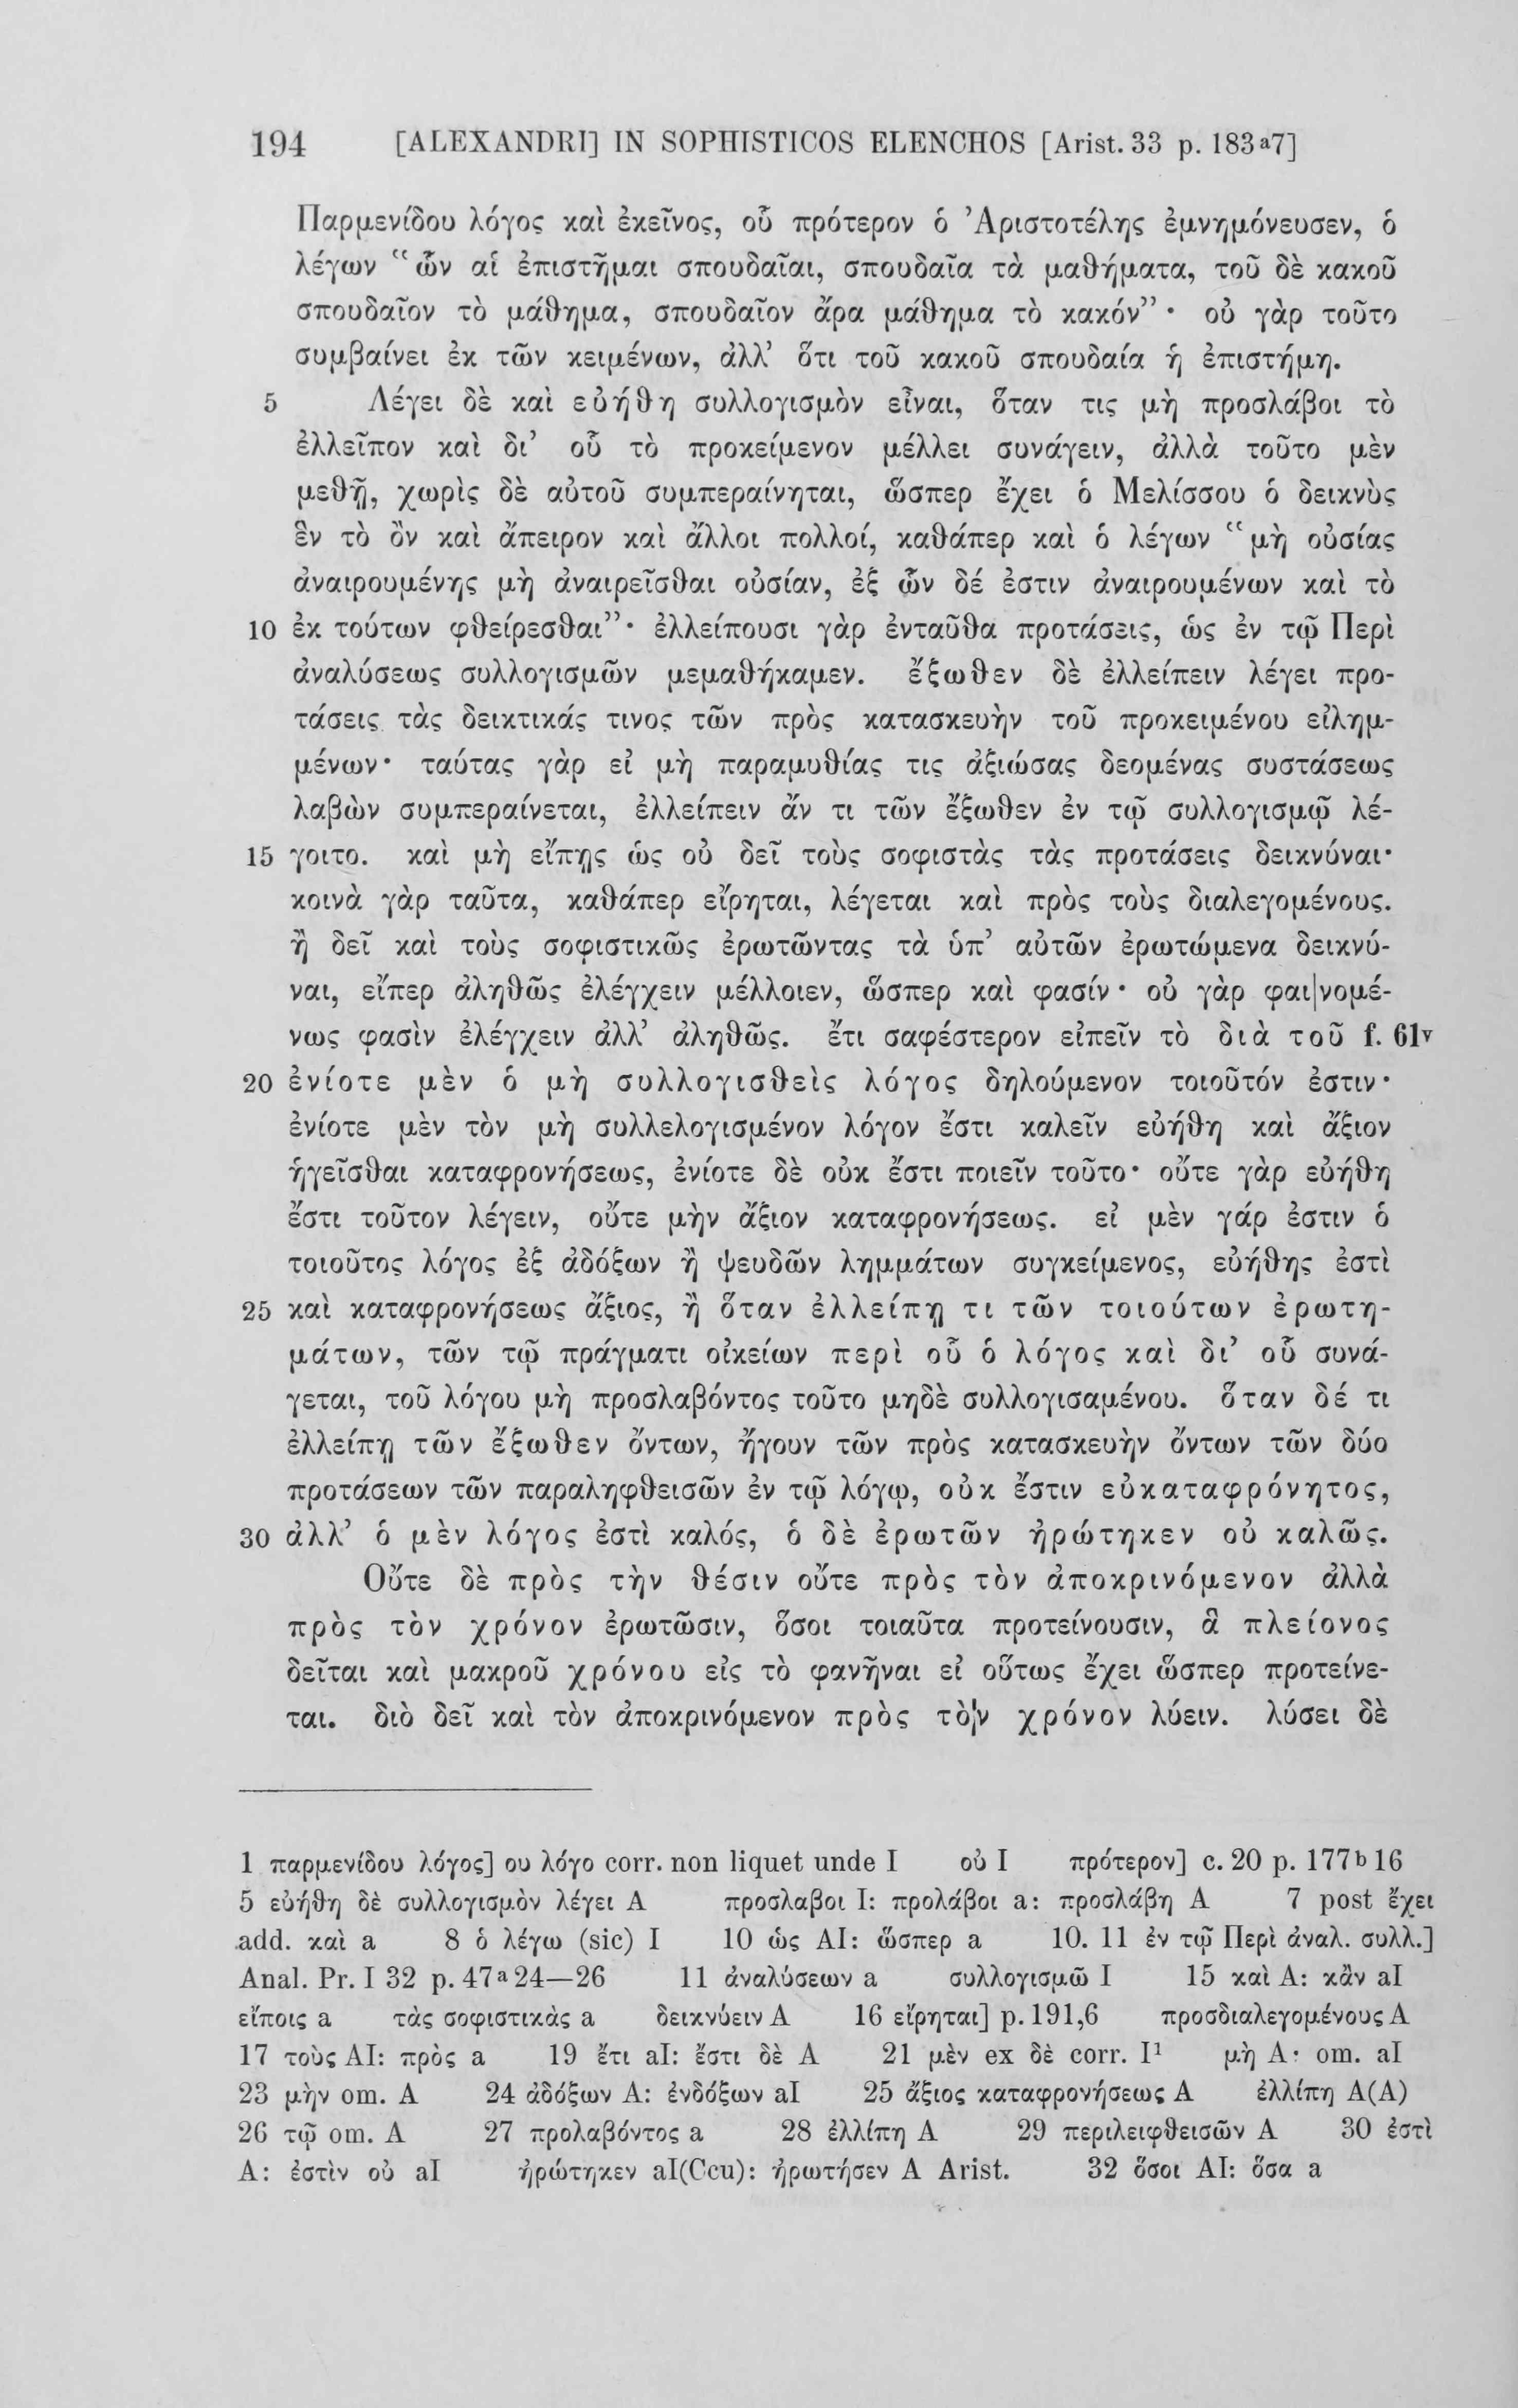 194 [ALEXANDRI] IN SOPHISTICOS ELENCHOS [Arist. 33 p. 183ᵃ7]
Παρμενίδου λόγος καὶ ἐκεῖνος, οὗ πρότερον ὁ Ἀριστοτέλης ἐμνημόνευσεν, ὁ
λέγων “ὧν αἱ ἐπιστῆμαι σπουδαῖαι, σπουδαῖα τὰ μαθήματα, τοῦ δὲ κακοῦ
σπουδαῖον τὸ μάθημα, σπουδαῖον ἄρα μάθημα τὸ κακόν”· οὐ γὰρ τοῦτο
συμβαίνει ἐκ τῶν κειμένων, ἀλλ’ ὅτι τοῦ κακοῦ σπουδαία ἡ ἐπιστήμη.
5 Λέγει δὲ καὶ εὐήθη συλλογισμὸν εἶναι, ὅταν τις μὴ προσλάβοι τὸ
ἐλλεῖπον καὶ δι’ οὗ τὸ προκείμενον μέλλει συνάγειν, ἀλλὰ τοῦτο μὲν
μεθῇ, χωρὶς δὲ αὐτοῦ συμπεραίνηται, ὥσπερ ἔχει ὁ Μελίσσου ὁ δεικνὺς
ἓν τὸ ὂν καὶ ἄπειρον καὶ ἄλλοι πολλοί, καθάπερ καὶ ὁ λέγων “μὴ οὐσίας
ἀναιρουμένης μὴ ἀναιρεῖσθαι οὐσίαν, ἐξ ὧν δέ ἐστιν ἀναιρουμένων καὶ τὸ
10 ἐκ τούτων φθείρεσθαι”· ἐλλείπουσι γὰρ ἐνταῦθα προτάσεις, ὡς ἐν τῷ Περὶ
ἀναλύσεως συλλογισμῶν μεμαθήκαμεν. ἔξωθεν δὲ ἐλλείπειν λέγει προ-
τάσεις τὰς δεικτικάς τινος τῶν πρὸς κατασκευὴν τοῦ προκειμένου εἰλημ-
μένων· ταύτας γὰρ εἰ μὴ παραμυθίας τις ἀξιώσας δεομένας συστάσεως
λαβὼν συμπεραίνεται, ἐλλείπειν ἄν τι τῶν ἔξωθεν ἐν τῷ συλλογισμῷ λέ-
15 γοιτο. καὶ μὴ εἴπῃς ὡς οὐ δεῖ τοὺς σοφιστὰς τὰς προτάσεις δεικνύναι·
κοινὰ γὰρ ταῦτα, καθάπερ εἴρηται, λέγεται καὶ πρὸς τοὺς διαλεγομένους.
ἢ δεῖ καὶ τοὺς σοφιστικῶς ἐρωτῶντας τὰ ὑπ’ αὐτῶν ἐρωτώμενα δεικνύ-
ναι, εἴπερ ἀληθῶς ἐλέγχειν μέλλοιεν, ὥσπερ καὶ φασίν· οὐ γὰρ φαι|νομέ-
νως φασὶν ἐλέγχειν ἀλλ’ ἀληθῶς. ἔτι σαφέστερον εἰπεῖν τὸ διὰ τοῦ f. 61ᵛ
20 ἐνίοτε μὲν ὁ μὴ συλλογισθεὶς λόγος δηλούμενον τοιοῦτόν ἐστιν·
ἐνίοτε μὲν τὸν μὴ συλλελογισμένον λόγον ἔστι καλεῖν εὐήθη καὶ ἄξιον
ἡγεῖσθαι καταφρονήσεως, ἐνίοτε δὲ οὐκ ἔστι ποιεῖν τοῦτο· οὔτε γὰρ εὐήθη
ἔστι τοῦτον λέγειν, οὔτε μὴν ἄξιον καταφρονήσεως. εἰ μὲν γάρ ἐστιν ὁ
τοιοῦτος λόγος ἐξ ἀδόξων ἢ ψευδῶν λημμάτων συγκείμενος, εὐήθης ἐστὶ
25 καὶ καταφρονήσεως ἄξιος, ἢ ὅταν ἐλλείπῃ τι τῶν τοιούτων ἐρωτη-
μάτων, τῶν τῷ πράγματι οἰκείων περὶ οὗ ὁ λόγος καὶ δι’ οὗ συνά-
γεται, τοῦ λόγου μὴ προσλαβόντος τοῦτο μηδὲ συλλογισαμένου. ὅταν δέ τι
ἐλλείπῃ τῶν ἔξωθεν ὄντων, ἤγουν τῶν πρὸς κατασκευὴν ὄντων τῶν δύο
προτάσεων τῶν παραληφθεισῶν ἐν τῷ λόγῳ, οὐκ ἔστιν εὐκαταφρόνητος,
30 ἀλλ’ ὁ μὲν λόγος ἐστὶ καλός, ὁ δὲ ἐρωτῶν ἠρώτηκεν οὐ καλῶς.
Οὔτε δὲ πρὸς τὴν θέσιν οὔτε πρὸς τὸν ἀποκρινόμενον ἀλλὰ
πρὸς τὸν χρόνον ἐρωτῶσιν, ὅσοι τοιαῦτα προτείνουσιν, ἃ πλείονος
δεῖται καὶ μακροῦ χρόνου εἰς τὸ φανῆναι εἰ οὕτως ἔχει ὥσπερ προτείνε-
ται. διὸ δεῖ καὶ τὸν ἀποκρινόμενον πρὸς τὸ|ν χρόνον λύειν. λύσει δὲ
1 παρμενίδου λόγος] ου λόγο corr. non liquet unde I οὐ I πρότερον] c. 20 p. 177ᵇ16
5 εὐήθη δὲ συλλογισμὸν λέγει A προσλαβοι I: προλάβοι a: προσλάβη A 7 post ἔχει
add. καὶ a 8 ὁ λέγω (sic) I 10 ὡς AI: ὥσπερ a 10. 11 ἐν τῷ Περὶ ἀναλ. συλλ.]
Anal. Pr. I 32 p. 47ᵃ24—26 11 ἀναλύσεων a συλλογισμῶ I 15 καὶ A: κἂν aI
εἴποις a τὰς σοφιστικὰς a δεικνύειν A 16 εἴρηται] p. 191,6 προσδιαλεγομένους A
17 τοὺς AI: πρὸς a 19 ἔτι aI: ἔστι δὲ A 21 μὲν ex δὲ corr. I¹ μὴ A: om. aI
23 μὴν om. A 24 ἀδόξων A: ἐνδόξων aI 25 ἄξιος καταφρονήσεως A ἐλλίπη A(A)
26 τῷ om. A 27 προλαβόντος a 28 ἐλλίπη A 29 περιλειφθεισῶν A 30 ἐστὶ
A: ἐστὶν οὐ aI ἠρώτηκεν aI(Ccu): ἠρωτήσεν A Arist. 32 ὅσοι AI: ὅσα a